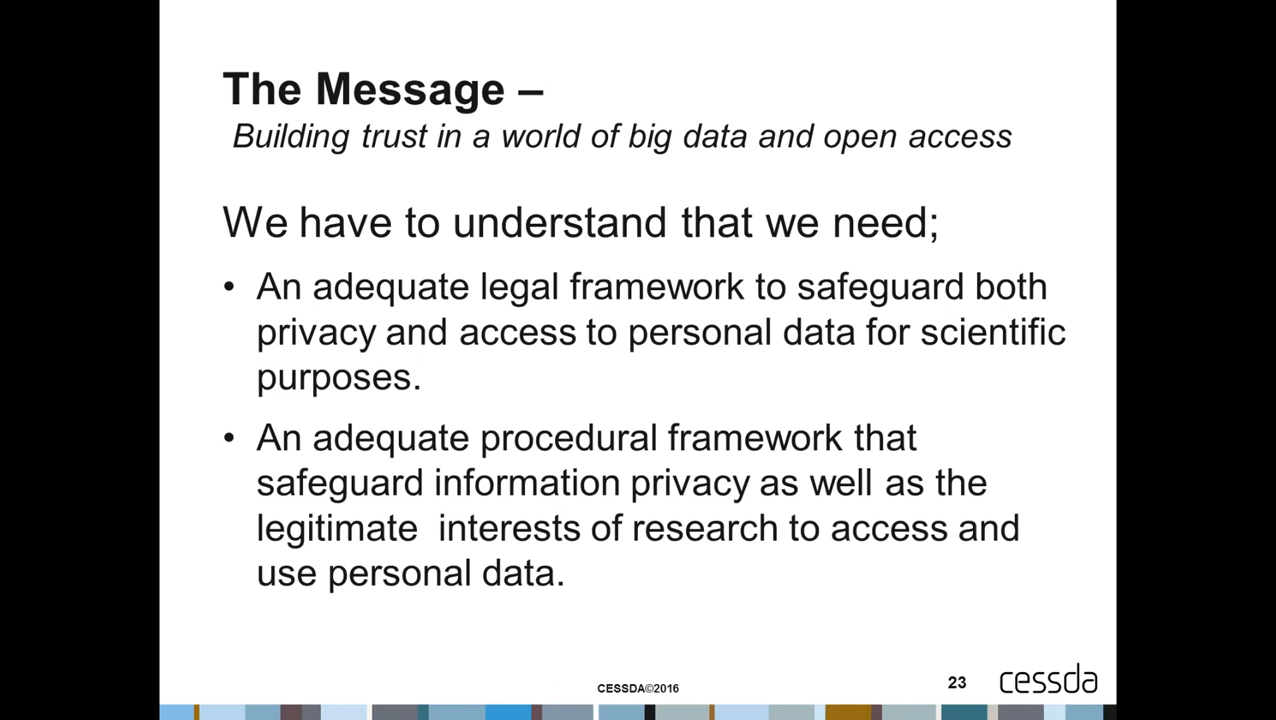 The Message –
Building trust in a world of big data and open access
We have to understand that we need;
• An adequate legal framework to safeguard both
privacy and access to personal data for scientific
purposes.
• An adequate procedural framework that
safeguard information privacy as well as the
legitimate  interests of research to access and
use personal data.
CESSDA©2016
23
cessda